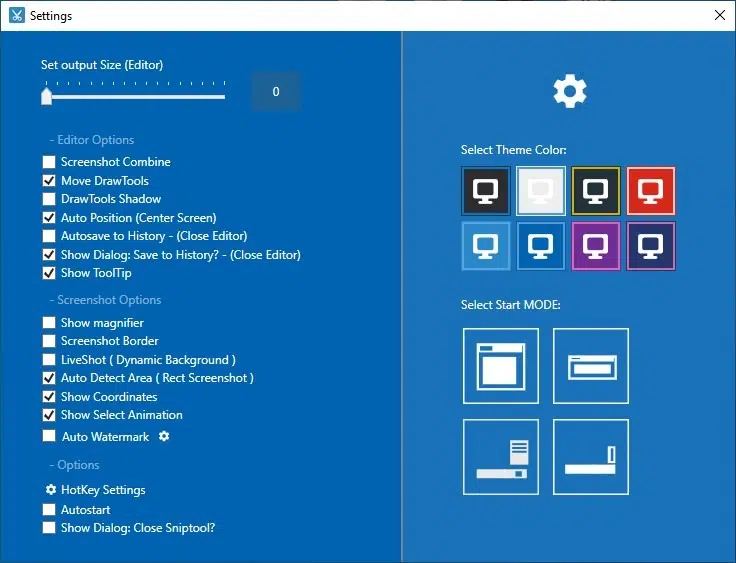 Settings
Set output Size (Editor)
0
- Editor Options
Screenshot Combine
Move DrawTools
DrawTools Shadow
Auto Position (Center Screen)
Autosave to History - (Close Editor)
Show Dialog: Save to History? - (Close Editor)
Show ToolTip
- Screenshot Options
Show magnifier
Screenshot Border
LiveShot ( Dynamic Background )
Auto Detect Area ( Rect Screenshot )
Show Coordinates
Show Select Animation
Auto Watermark
- Options
HotKey Settings
Autostart
Show Dialog: Close Sniptool?
Select Theme Color:
Select Start MODE: